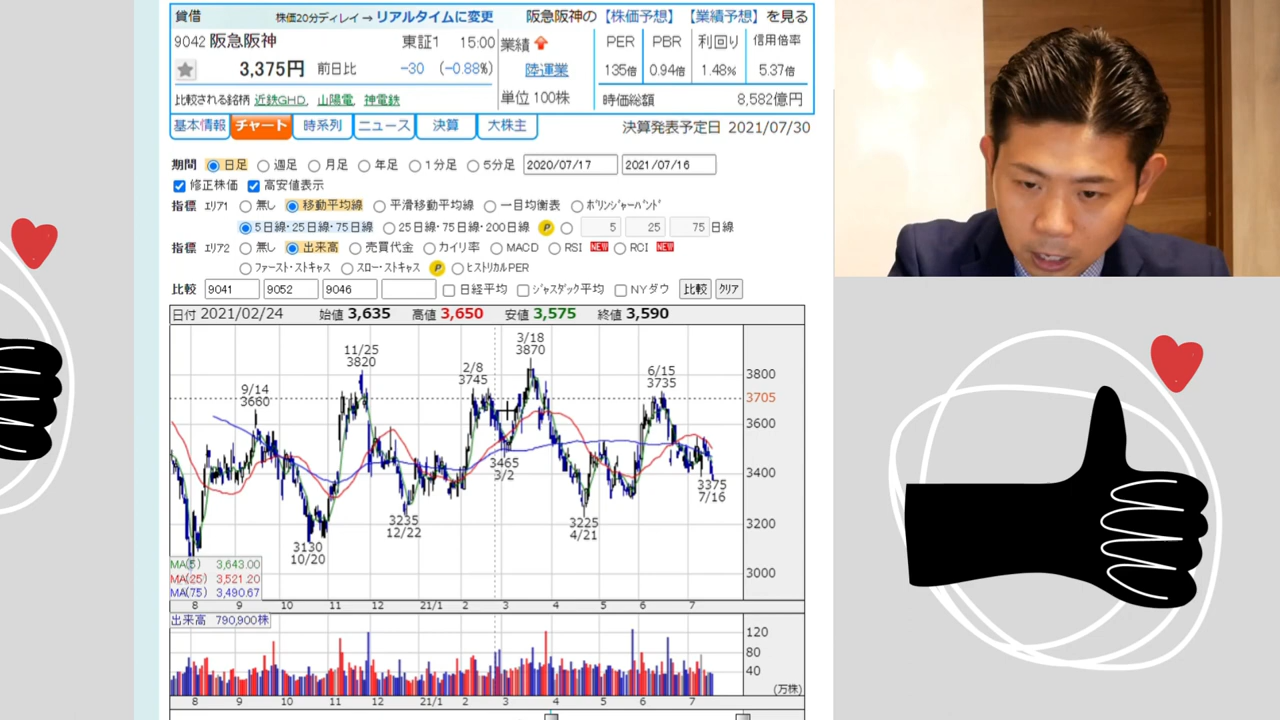 貸借 株価20分ディレイ → リアルタイムに変更 阪急阪神の【株価予想】【業績予想】を見る
9042 阪急阪神 東証1 15:00
3,375円 前日比 -30 (-0.88%)
比較される銘柄 近鉄GHD, 山陽電, 神電鉄
業績
陸運業
単位 100株
PER PBR 利回り 信用倍率
135倍 0.94倍 1.48% 5.37倍
時価総額 8,582億円
基本情報 チャート 時系列 ニュース 決算 大株主 決算発表予定日 2021/07/30
期間 日足 週足 月足 年足 1分足 5分足 2020/07/17 2021/07/16
修正株価 高安値表示
指標 エリア1 無し 移動平均線 平滑移動平均線 一目均衡表 ボリンジャーバンド
5日線・25日線・75日線 25日線・75日線・200日線 P 5 25 75 日線
指標 エリア2 無し 出来高 売買代金 カイリ率 MACD RSI NEW RCI NEW
ファースト・ストキャス スロー・ストキャス P ヒストリカルPER
比較 9041 9052 9046 日経平均 ジャスダック平均 NYダウ 比較 クリア
日付 2021/02/24 始値 3,635 高値 3,650 安値 3,575 終値 3,590
3/18
3870
11/25
3820
2/8
3745
6/15
3735
9/14
3660
3465
3/2
3375
7/16
3235
12/22
3225
4/21
3130
10/20
3800
3705
3600
3400
3200
3000
MA(5) 3,643.00
MA(25) 3,521.20
MA(75) 3,490.67
8 9 10 11 12 21/1 2 3 4 5 6 7
出来高 790,900株
120
80
40
(万株)
8 9 10 11 12 21/1 2 3 4 5 6 7